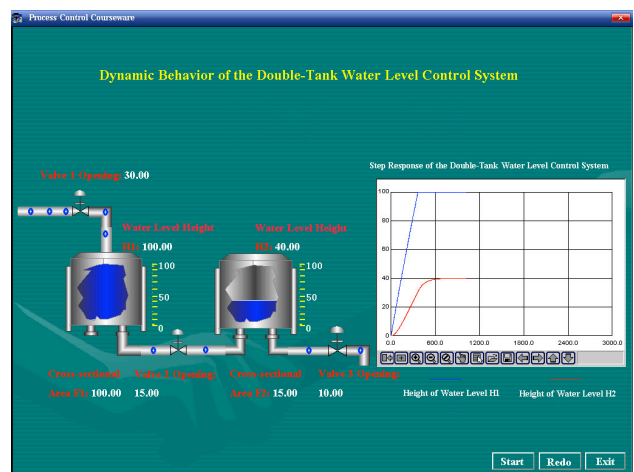 Process Control Courseware
Dynamic Behavior of the Double-Tank Water Level Control System
Valve 1 Opening: 30.00
Water Level Height
H1: 100.00
Water Level Height
H2: 40.00
100
50
0
100
50
0
Cross-sectional
Area F1: 100.00
Valve 2 Opening:
15.00
Cross-sectional
Area F2: 15.00
Valve 3 Opening:
10.00
Step Response of the Double-Tank Water Level Control System
100
80
60
40
20
0
0.0 600.0 1200.0 1800.0 2400.0 3000.0
Height of Water Level H1 Height of Water Level H2
Start Redo Exit